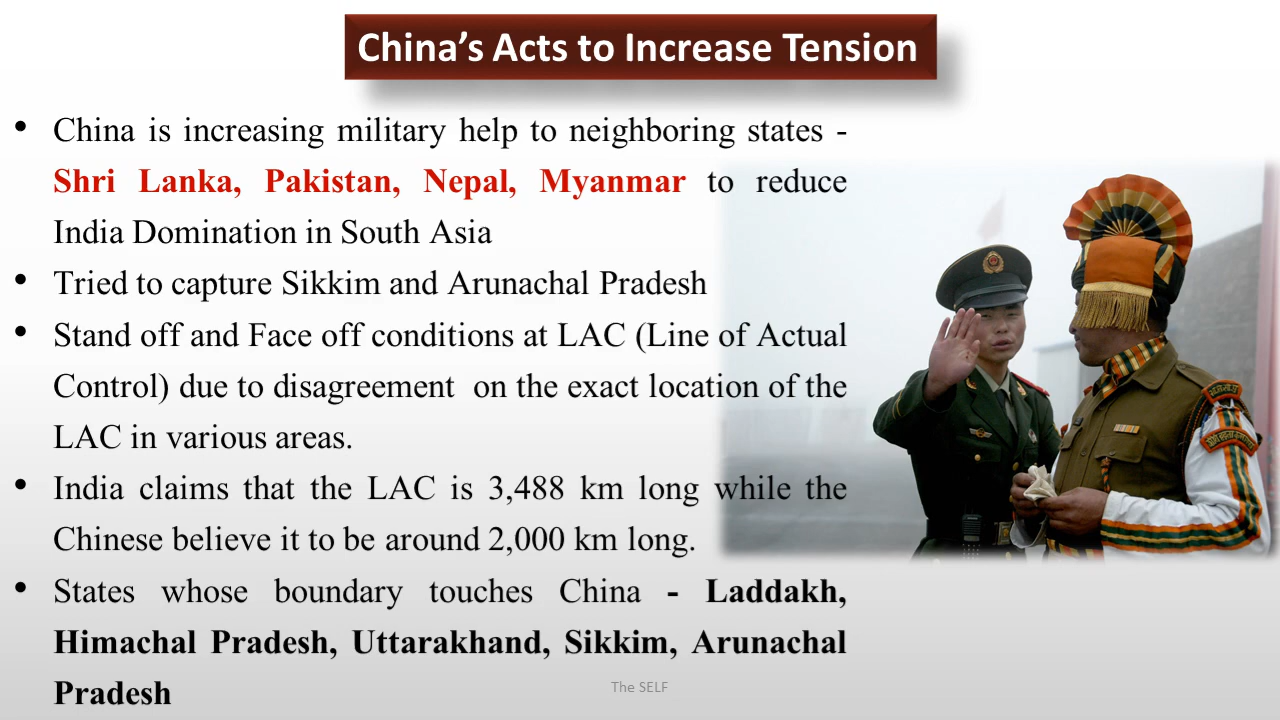 China’s Acts to Increase Tension
• China is increasing military help to neighboring states -
Shri Lanka, Pakistan, Nepal, Myanmar to reduce
India Domination in South Asia
• Tried to capture Sikkim and Arunachal Pradesh
• Stand off and Face off conditions at LAC (Line of Actual
Control) due to disagreement  on the exact location of the
LAC in various areas.
• India claims that the LAC is 3,488 km long while the
Chinese believe it to be around 2,000 km long.
• States whose boundary touches China - Laddakh,
Himachal Pradesh, Uttarakhand, Sikkim, Arunachal
Pradesh
The SELF